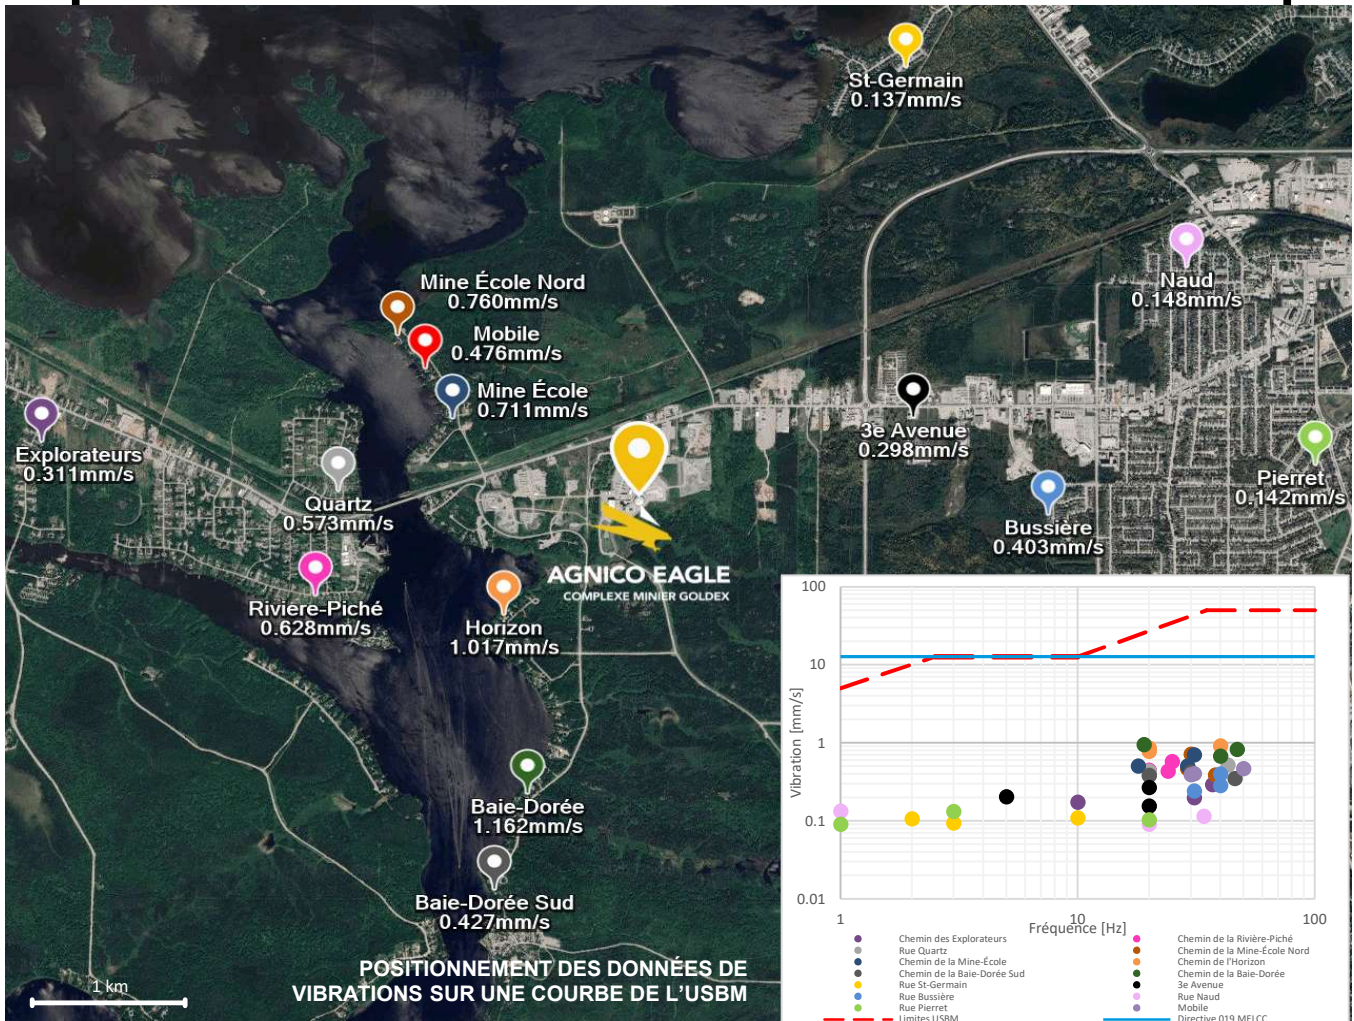 St-Germain
0.137mm/s
Naud
0.148mm/s
Mine École Nord
0.760mm/s
Mobile
0.476mm/s
Mine École
0.711mm/s
Explorateurs
0.311mm/s
Quartz
0.573mm/s
3e Avenue
0.298mm/s
Pierret
0.142mm/s
Bussière
0.403mm/s
Riviere-Piché
0.628mm/s
AGNICO EAGLE
COMPLEXE MINIER GOLDEX
Horizon
1.017mm/s
Baie-Dorée
1.162mm/s
Baie-Dorée Sud
0.427mm/s
POSITIONNEMENT DES DONNÉES DE
VIBRATIONS SUR UNE COURBE DE L'USBM
1 km
Vibration [mm/s]
100
10
1
0.1
0.01
1
10
100
Fréquence [Hz]
Chemin des Explorateurs
Chemin de la Rivière-Piché
Rue Quartz
Chemin de la Mine-École Nord
Chemin de la Mine-École
Chemin de l'Horizon
Chemin de la Baie-Dorée Sud
Chemin de la Baie-Dorée
Rue St-Germain
3e Avenue
Rue Bussière
Rue Naud
Rue Pierret
Mobile
Limites USBM
Directive 019 MELCC